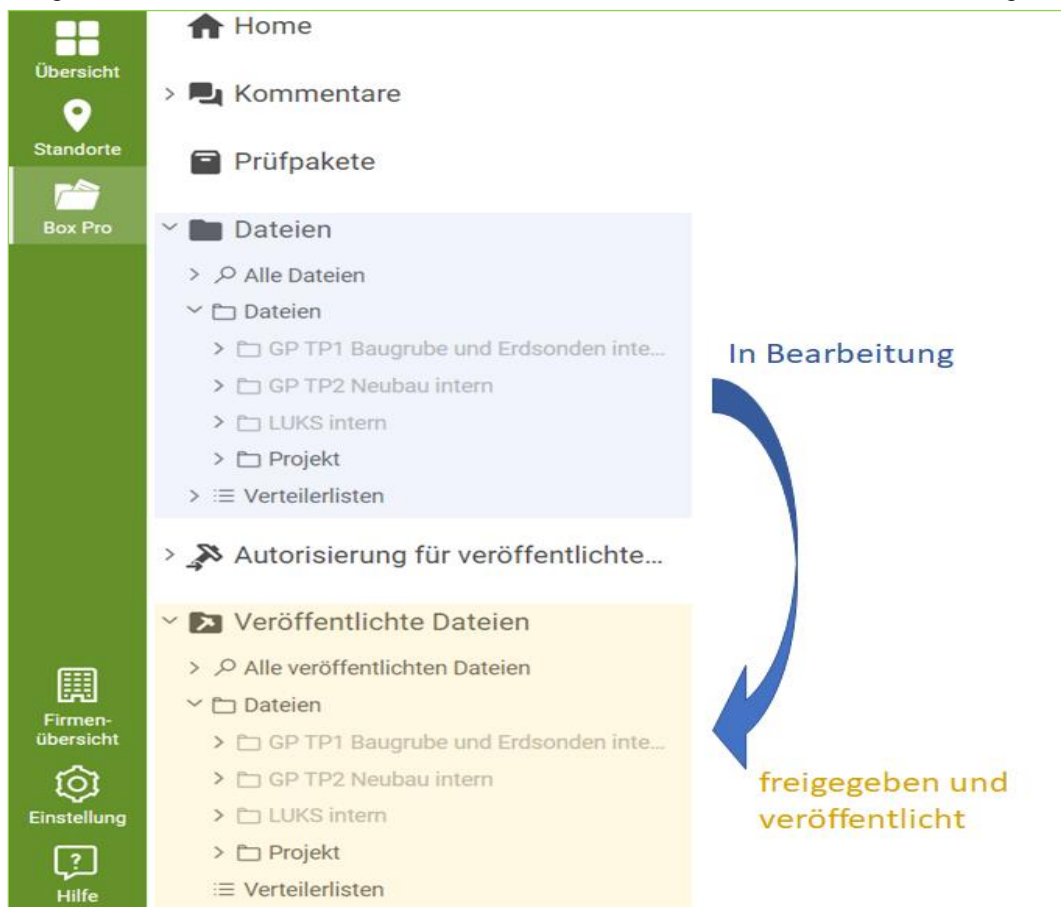 Übersicht
Standorte
Box Pro
Firmen-
übersicht
Einstellung
Hilfe
Home
Kommentare
Prüfpakete
Dateien
Alle Dateien
Dateien
GP TP1 Baugrube und Erdsonden inte...
GP TP2 Neubau intern
LUKS intern
Projekt
Verteilerlisten
Autorisierung für veröffentlichte...
Veröffentlichte Dateien
Alle veröffentlichten Dateien
Dateien
GP TP1 Baugrube und Erdsonden inte...
GP TP2 Neubau intern
LUKS intern
Projekt
Verteilerlisten
In Bearbeitung
freigegeben und
veröffentlicht